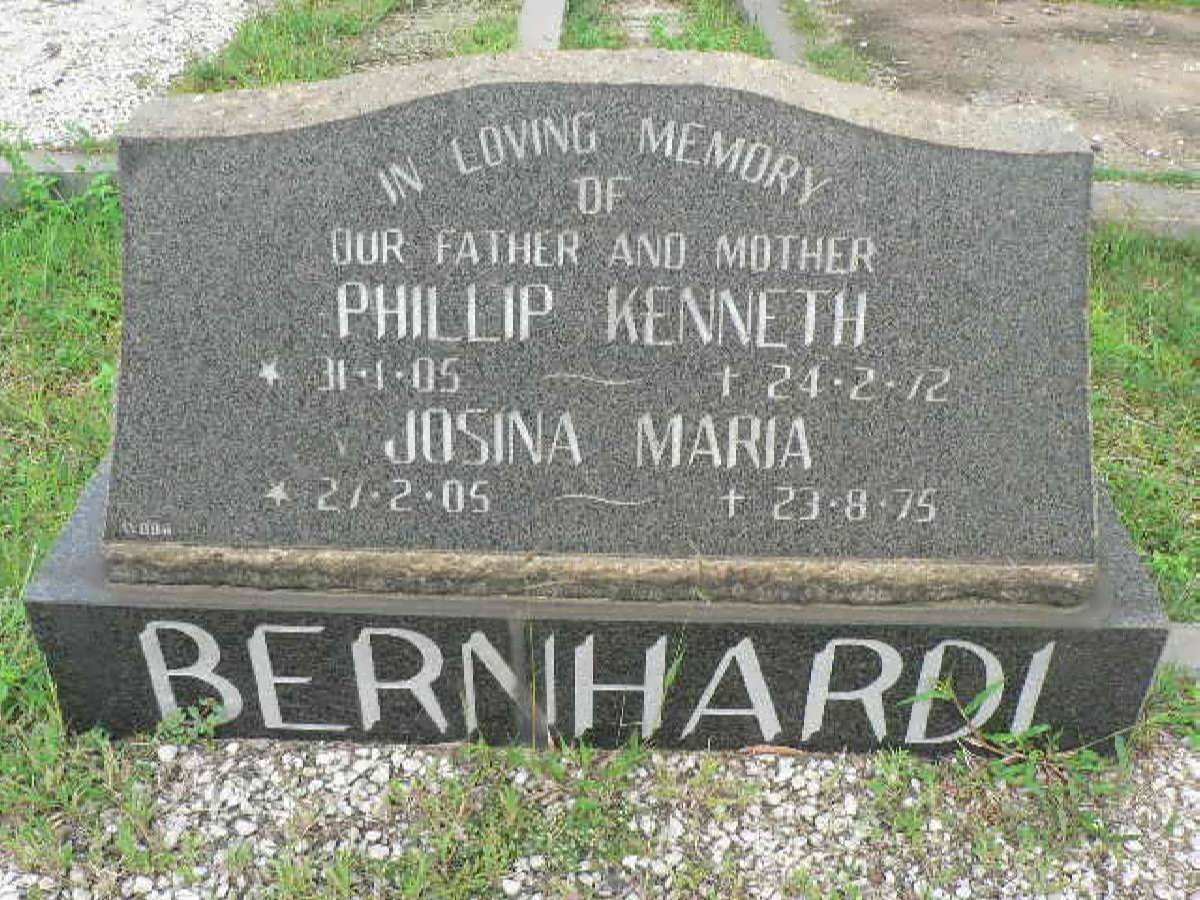 IN LOVING MEMORY
OF
OUR FATHER AND MOTHER
PHILLIP KENNETH
★ 31·1·05 ~ † 24·2·72
JOSINA MARIA
★ 27·2·05 ~ † 23·8·75
BERNHARDI